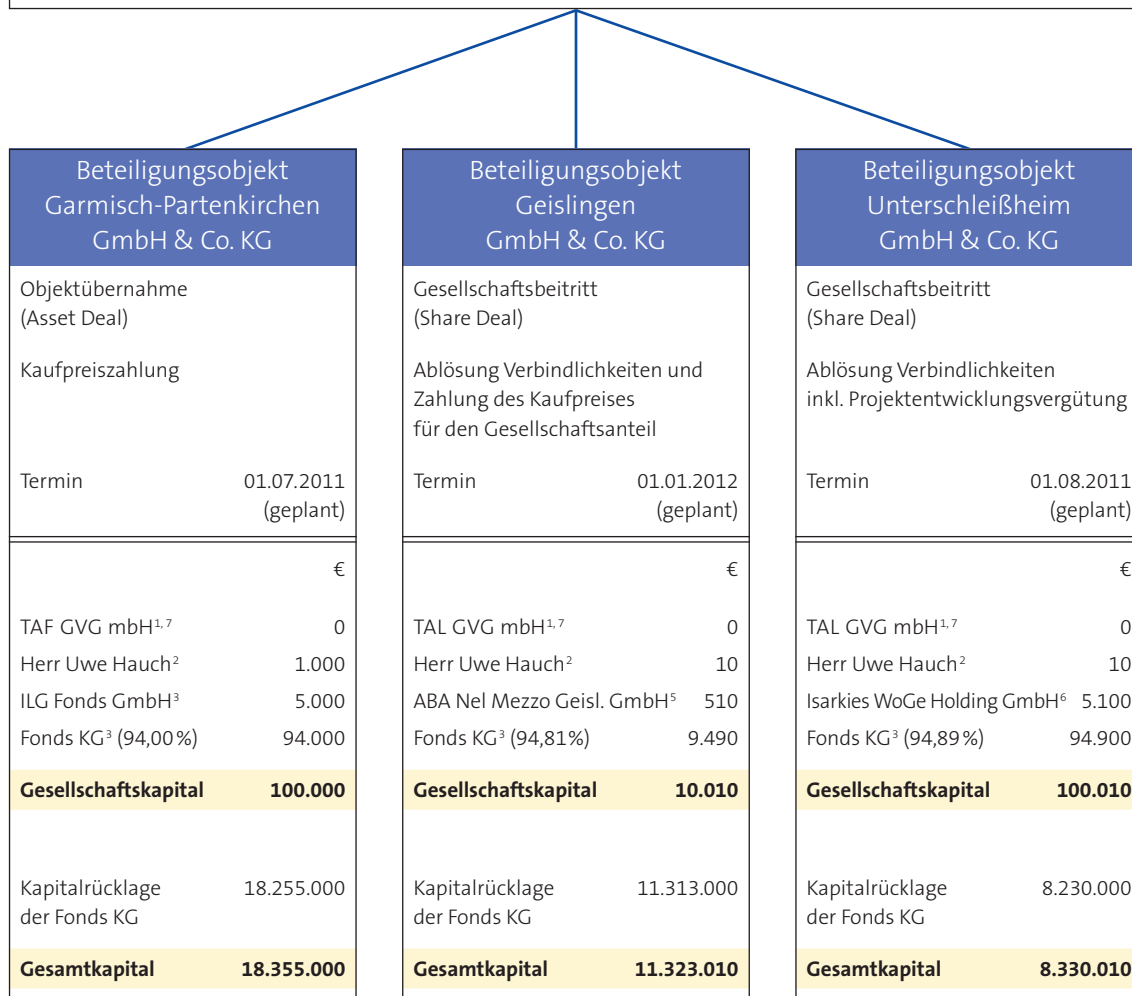 Beteiligungsobjekt
Garmisch-Partenkirchen
GmbH & Co. KG
Objektübernahme
(Asset Deal)
Kaufpreiszahlung
Termin 01.07.2011
(geplant)
€
TAF GVG mbH¹,⁷ 0
Herr Uwe Hauch² 1.000
ILG Fonds GmbH³ 5.000
Fonds KG³ (94,00 %) 94.000
Gesellschaftskapital 100.000
Kapitalrücklage 18.255.000
der Fonds KG
Gesamtkapital 18.355.000
Beteiligungsobjekt
Geislingen
GmbH & Co. KG
Gesellschaftsbeitritt
(Share Deal)
Ablösung Verbindlichkeiten und
Zahlung des Kaufpreises
für den Gesellschaftsanteil
Termin 01.01.2012
(geplant)
€
TAL GVG mbH¹,⁷ 0
Herr Uwe Hauch² 10
ABA Nel Mezzo Geisl. GmbH⁵ 510
Fonds KG³ (94,81%) 9.490
Gesellschaftskapital 10.010
Kapitalrücklage 11.313.000
der Fonds KG
Gesamtkapital 11.323.010
Beteiligungsobjekt
Unterschleißheim
GmbH & Co. KG
Gesellschaftsbeitritt
(Share Deal)
Ablösung Verbindlichkeiten
inkl. Projektentwicklungsvergütung
Termin 01.08.2011
(geplant)
€
TAL GVG mbH¹,⁷ 0
Herr Uwe Hauch² 10
Isarkies WoGe Holding GmbH⁶ 5.100
Fonds KG³ (94,89 %) 94.900
Gesellschaftskapital 100.010
Kapitalrücklage 8.230.000
der Fonds KG
Gesamtkapital 8.330.010